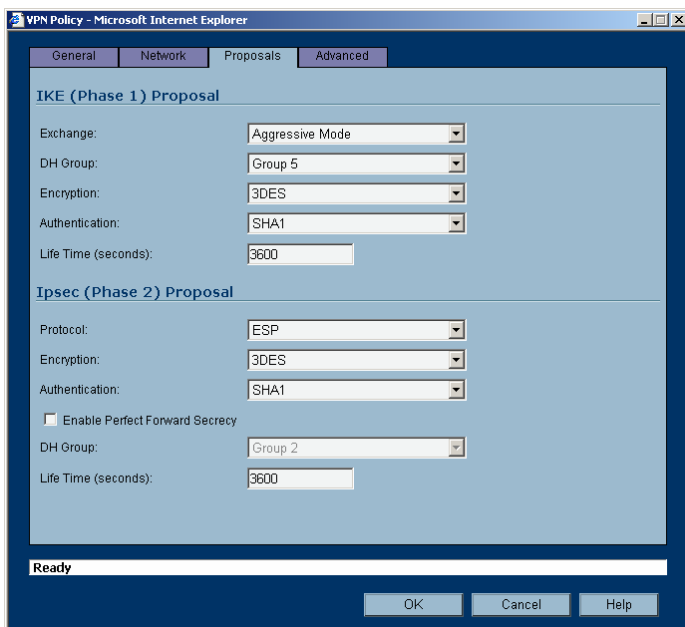 VPN Policy - Microsoft Internet Explorer
General Network Proposals Advanced
IKE (Phase 1) Proposal
Exchange: Aggressive Mode
DH Group: Group 5
Encryption: 3DES
Authentication: SHA1
Life Time (seconds): 3600
Ipsec (Phase 2) Proposal
Protocol: ESP
Encryption: 3DES
Authentication: SHA1
Enable Perfect Forward Secrecy
DH Group: Group 2
Life Time (seconds): 3600
Ready
OK Cancel Help